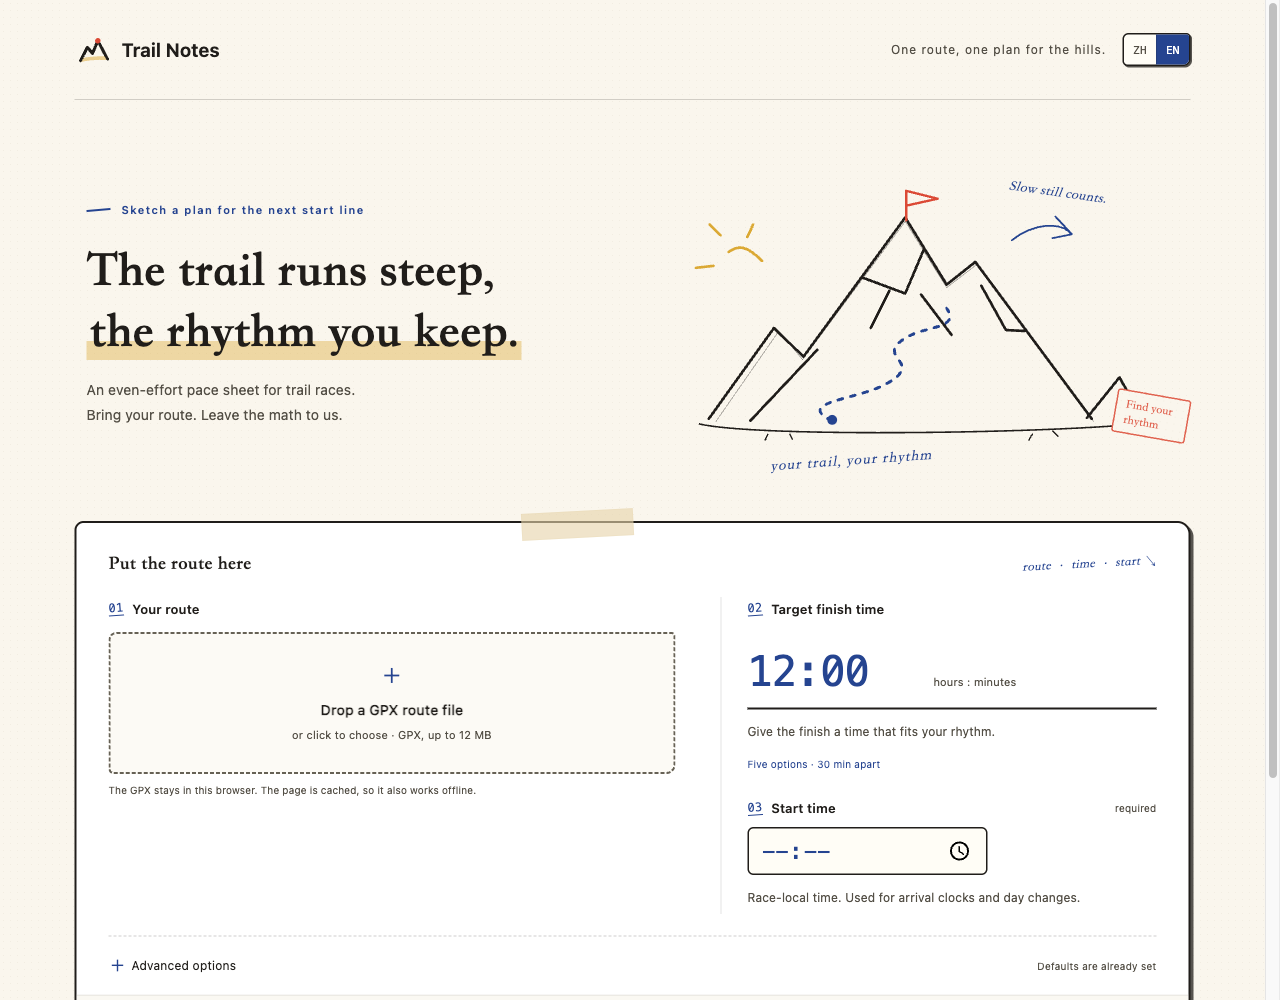 Trail Notes
One route, one plan for the hills.
ZH EN
Sketch a plan for the next start line
The trail runs steep,
the rhythm you keep.
An even-effort pace sheet for trail races.
Bring your route. Leave the math to us.
Slow still counts.
Find your
rhythm
your trail, your rhythm
Put the route here
route · time · start ↘
01 Your route
Drop a GPX route file
or click to choose · GPX, up to 12 MB
The GPX stays in this browser. The page is cached, so it also works offline.
02 Target finish time
12:00 hours : minutes
Give the finish a time that fits your rhythm.
Five options · 30 min apart
03 Start time required
--:--
Race-local time. Used for arrival clocks and day changes.
+ Advanced options
Defaults are already set